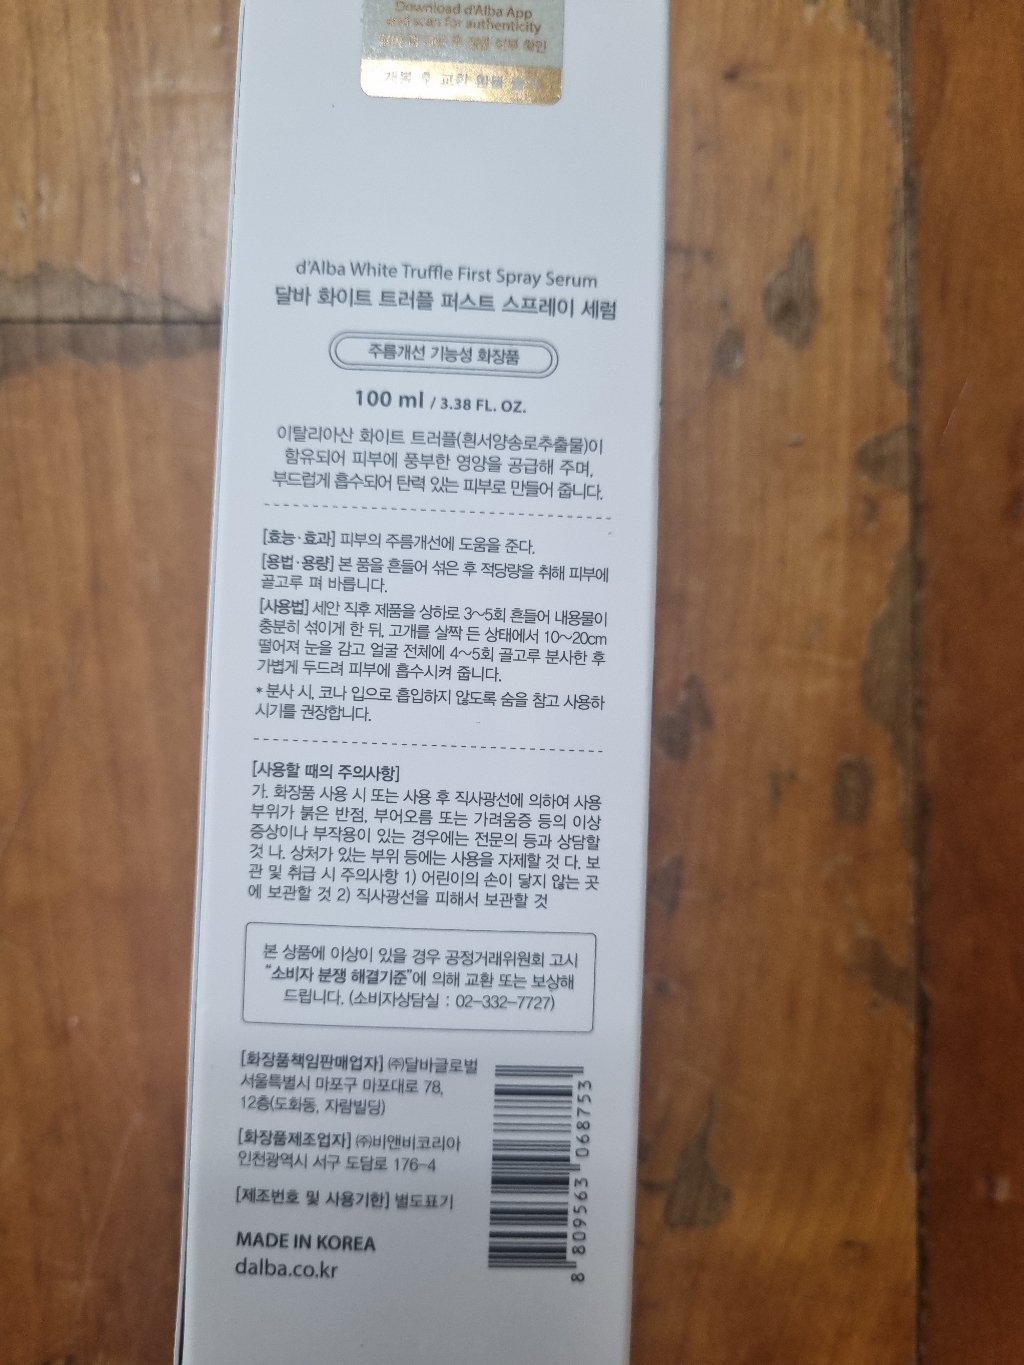 Download d'Alba App
and scan for authenticity
개봉 후 교환 환불
d'Alba White Truffle First Spray Serum
달바 화이트 트러플 퍼스트 스프레이 세럼
주름개선 기능성 화장품
100 ml / 3.38 FL. OZ.
이탈리아산 화이트 트러플(흰서양송로추출물)이
함유되어 피부에 풍부한 영양을 공급해 주며,
부드럽게 흡수되어 탄력 있는 피부로 만들어 줍니다.
[효능·효과] 피부의 주름개선에 도움을 준다.
[용법·용량] 본 품을 흔들어 섞은 후 적당량을 취해 피부에
골고루 펴 바릅니다.
[사용법] 세안 직후 제품을 상하로 3~5회 흔들어 내용물이
충분히 섞이게 한 뒤, 고개를 살짝 든 상태에서 10~20cm
떨어져 눈을 감고 얼굴 전체에 4~5회 골고루 분사한 후
가볍게 두드려 피부에 흡수시켜 줍니다.
* 분사 시, 코나 입으로 흡입하지 않도록 숨을 참고 사용하
시기를 권장합니다.
[사용할 때의 주의사항]
가. 화장품 사용 시 또는 사용 후 직사광선에 의하여 사용
부위가 붉은 반점, 부어오름 또는 가려움증 등의 이상
증상이나 부작용이 있는 경우에는 전문의 등과 상담할
것 나. 상처가 있는 부위 등에는 사용을 자제할 것 다. 보
관 및 취급 시 주의사항 1) 어린이의 손이 닿지 않는 곳
에 보관할 것 2) 직사광선을 피해서 보관할 것
본 상품에 이상이 있을 경우 공정거래위원회 고시
"소비자 분쟁 해결기준"에 의해 교환 또는 보상해
드립니다. (소비자상담실 : 02-332-7727)
[화장품책임판매업자] ㈜달바글로벌
서울특별시 마포구 마포대로 78,
12층(도화동, 자람빌딩)
[화장품제조업자] ㈜비앤비코리아
인천광역시 서구 도담로 176-4
[제조번호 및 사용기한] 별도표기
MADE IN KOREA
dalba.co.kr
8 809563 068753